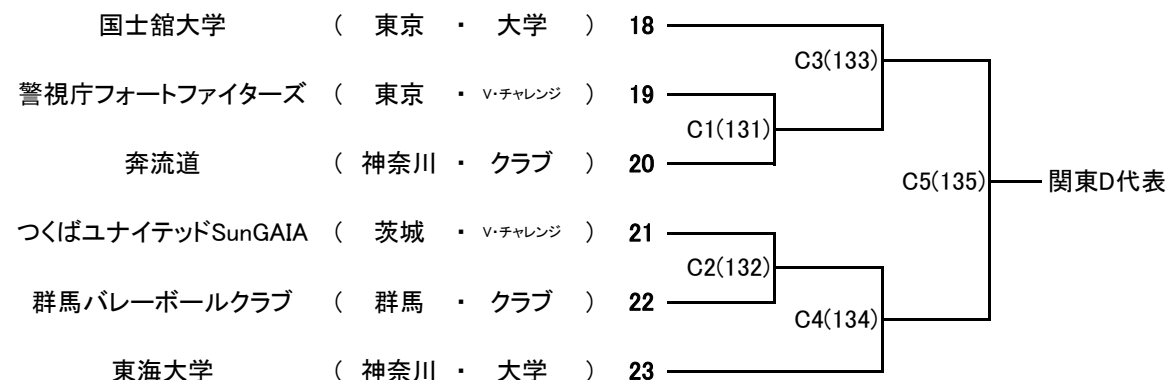 国士舘大学 ( 東京 ・ 大学 ) 18
C3(133)
警視庁フォートファイターズ ( 東京 ・ V・チャレンジ ) 19
C1(131)
奔流道 ( 神奈川 ・ クラブ ) 20
C5(135) 関東D代表
つくばユナイテッドSunGAIA ( 茨城 ・ V・チャレンジ ) 21
C2(132)
群馬バレーボールクラブ ( 群馬 ・ クラブ ) 22
C4(134)
東海大学 ( 神奈川 ・ 大学 ) 23